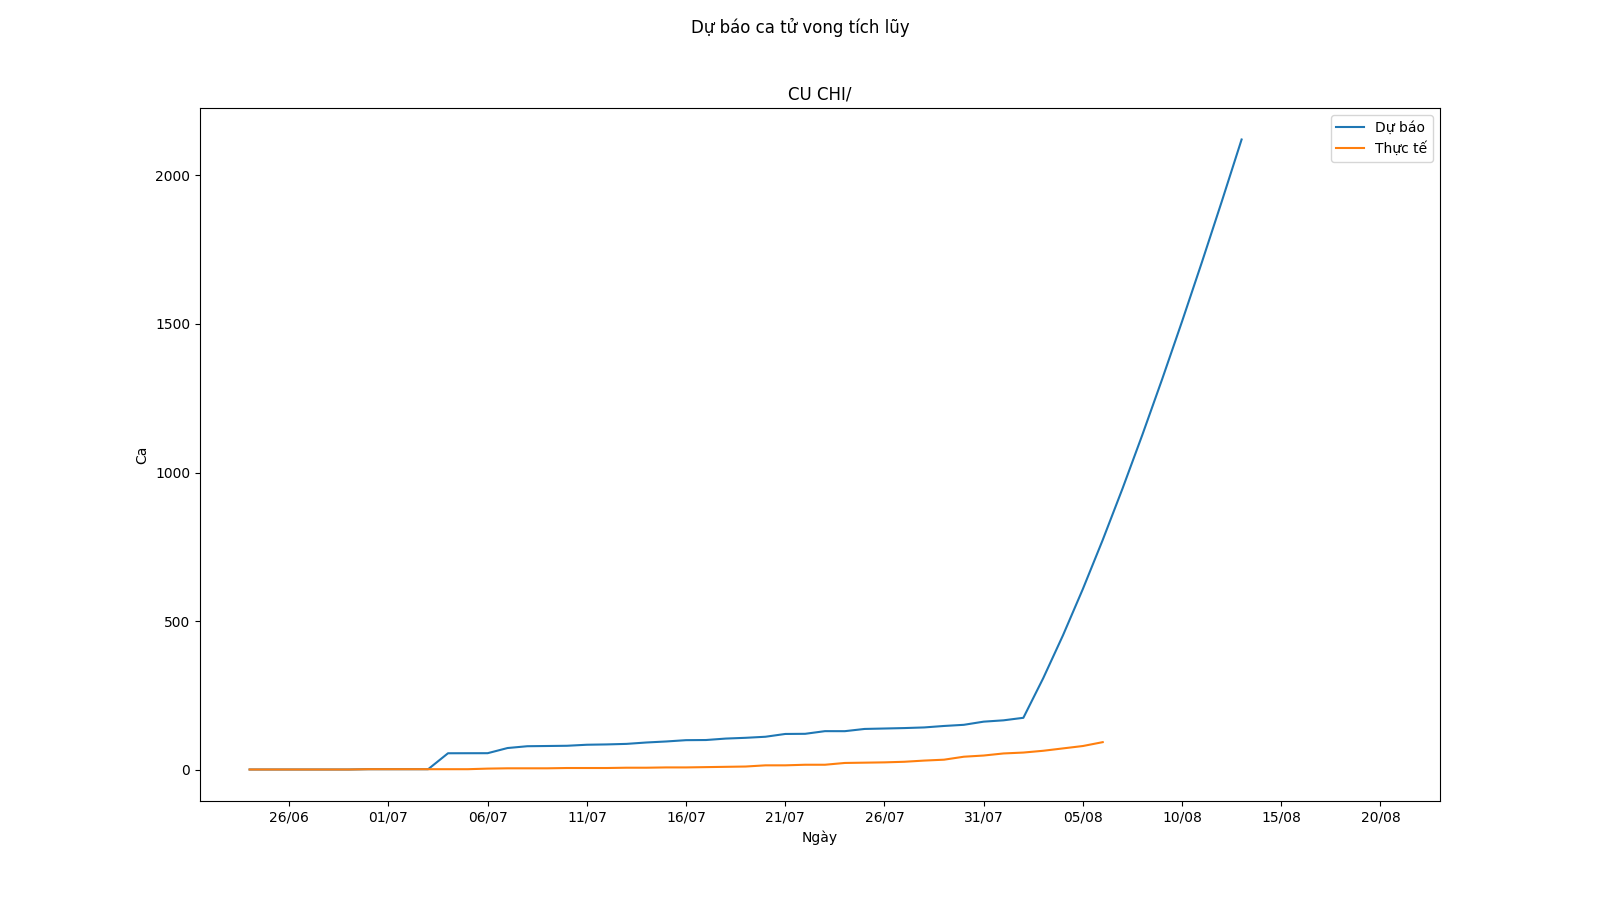 Dự báo ca tử vong tích lũy
CU CHI/
Dự báo
Thực tế
2000
1500
1000
500
0
Ca
26/06 01/07 06/07 11/07 16/07 21/07 26/07 31/07 05/08 10/08 15/08 20/08
Ngày